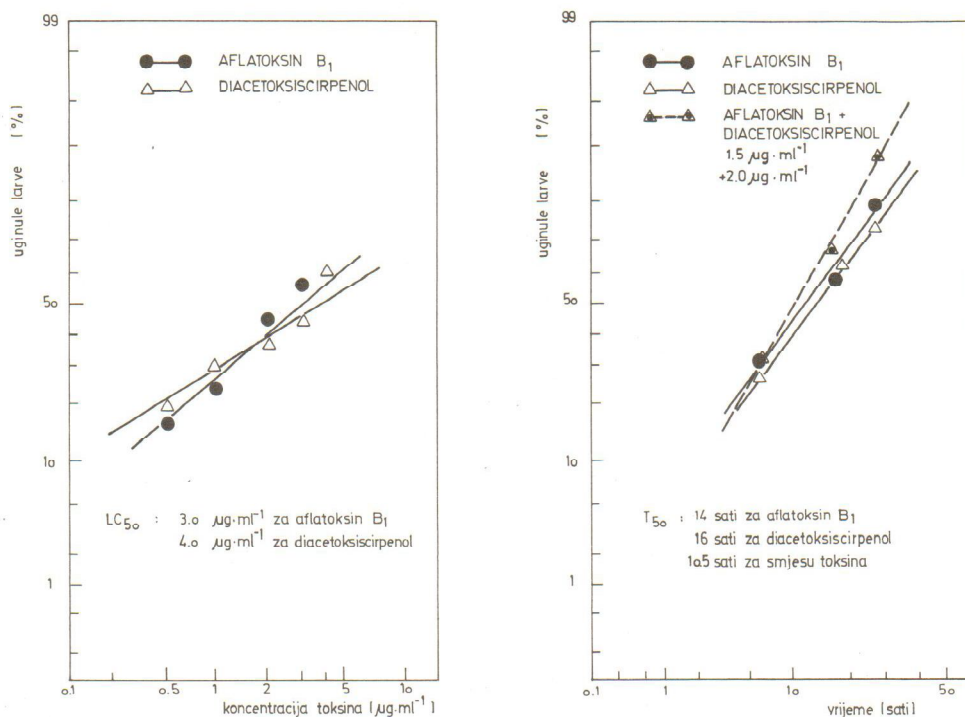 99
uginule larve (%)
AFLATOKSIN B₁
DIACETOKSISCIRPENOL
5o
1o
LC₅ₒ : 3.o µg·ml⁻¹ za aflatoksin B₁
4.o µg·ml⁻¹ za diacetoksiscirpenol
1
o.1 o.5 1 2 5 1o
koncentracija toksina [µg.ml⁻¹]
99
uginule larve (%)
AFLATOKSIN B₁
DIACETOKSISCIRPENOL
AFLATOKSIN B₁ +
DIACETOKSISCIRPENOL
1.5 µg·ml⁻¹
+2.o µg·ml⁻¹
5o
1o
T₅ₒ : 14 sati za aflatoksin B₁
16 sati za diacetoksiscirpenol
1o.5 sati za smjesu toksina
1
o.1 1 1o 5o
vrijeme [sati]